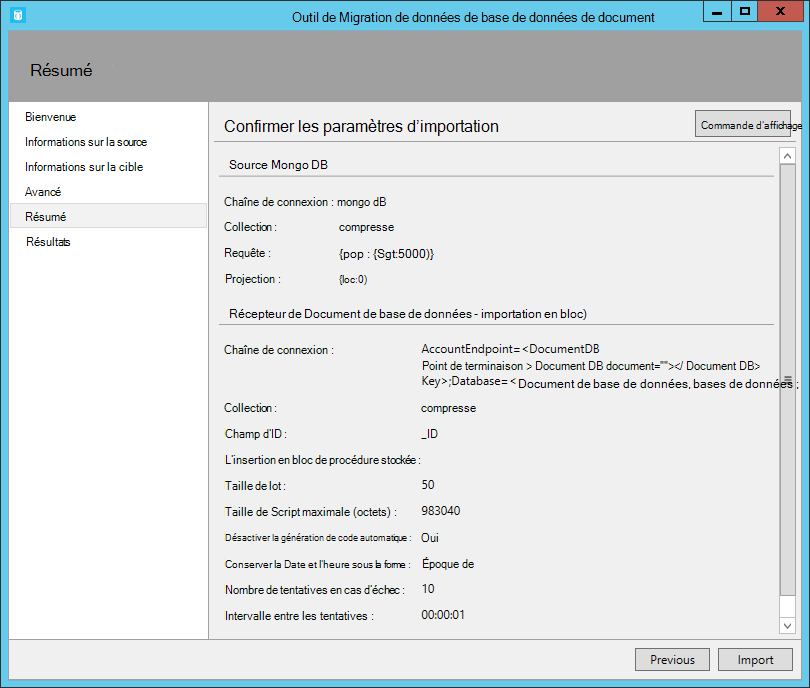 Outil de Migration de données de base de données de document
Résumé
Bienvenue
Informations sur la source
Informations sur la cible
Avancé
Résumé
Résultats
Confirmer les paramètres d'importation
Commande d'affichage
Source Mongo DB
Chaîne de connexion : mongo dB
Collection : compresse
Requête : {pop : {Sgt:5000)}
Projection : {loc:0)
Récepteur de Document de base de données - importation en bloc)
Chaîne de connexion : AccountEndpoint= <DocumentDB
Point de terminaison > Document DB document=""></ Document DB>
Key>;Database= < Document de base de données, bases de données ;
Collection : compresse
Champ d'ID : _ID
L'insertion en bloc de procédure stockée :
Taille de lot : 50
Taille de Script maximale (octets) : 983040
Désactiver la génération de code automatique : Oui
Conserver la Date et l'heure sous la forme : Époque de
Nombre de tentatives en cas d'échec : 10
Intervalle entre les tentatives : 00:00:01
Previous
Import